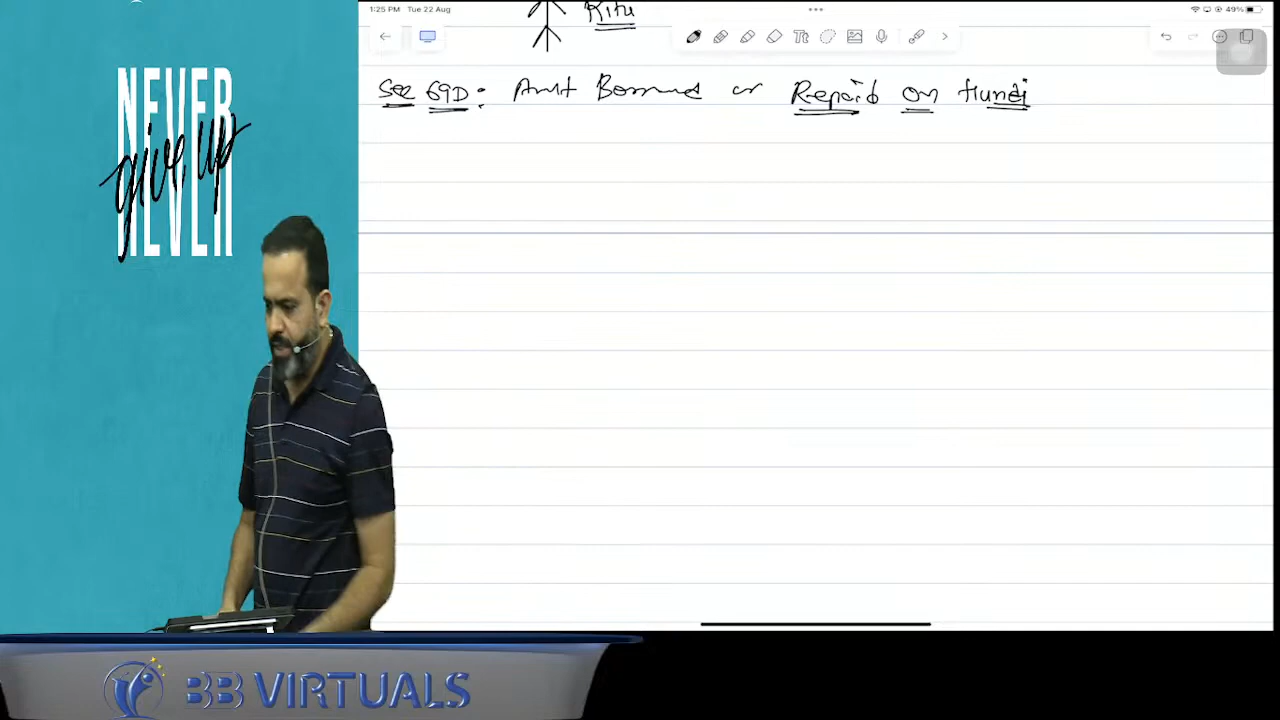 1:25 PM Tue 22 Aug
49%
Ritu
NEVER
give up
NEVER
Sec 69D: Amt Borrowed or Repaid on Hundi
BB VIRTUALS